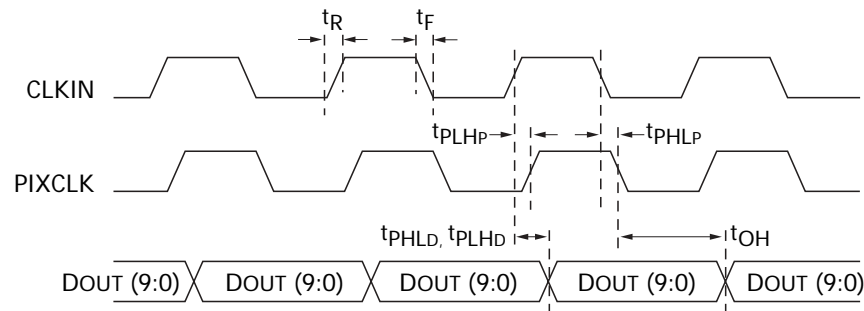 tR tF
CLKIN
tPLHP tPHLP
PIXCLK
tPHLD, tPLHD tOH
DOUT (9:0) DOUT (9:0) DOUT (9:0) DOUT (9:0) DOUT (9:0)